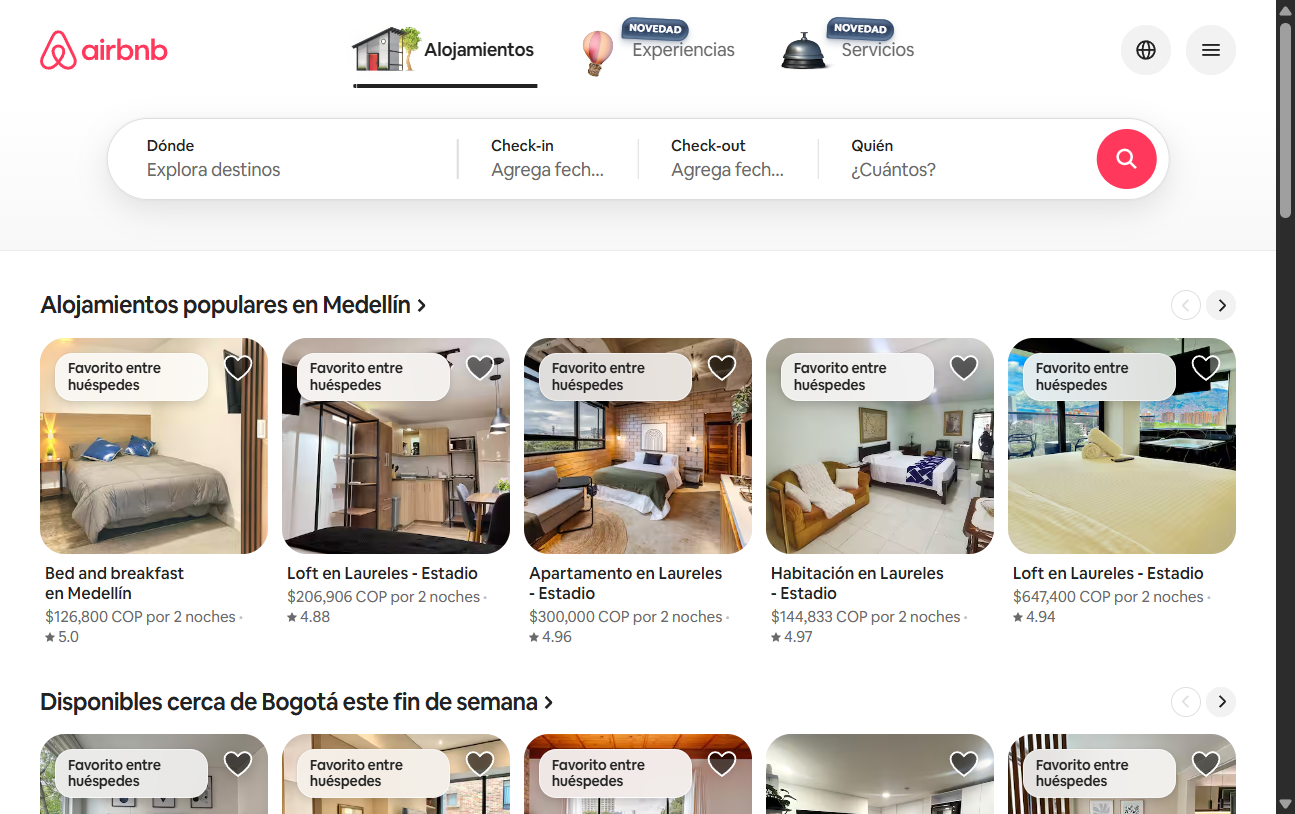 airbnb
Alojamientos
NOVEDAD
Experiencias
NOVEDAD
Servicios
Dónde
Explora destinos
Check-in
Agrega fech...
Check-out
Agrega fech...
Quién
¿Cuántos?
Alojamientos populares en Medellín
Favorito entre
huéspedes
Favorito entre
huéspedes
Favorito entre
huéspedes
Favorito entre
huéspedes
Favorito entre
huéspedes
Bed and breakfast
en Medellín
$126,800 COP por 2 noches ·
5.0
Loft en Laureles - Estadio
$206,906 COP por 2 noches ·
4.88
Apartamento en Laureles
- Estadio
$300,000 COP por 2 noches ·
4.96
Habitación en Laureles
- Estadio
$144,833 COP por 2 noches ·
4.97
Loft en Laureles - Estadio
$647,400 COP por 2 noches ·
4.94
Disponibles cerca de Bogotá este fin de semana
Favorito entre
huéspedes
Favorito entre
huéspedes
Favorito entre
huéspedes
Favorito entre
huéspedes